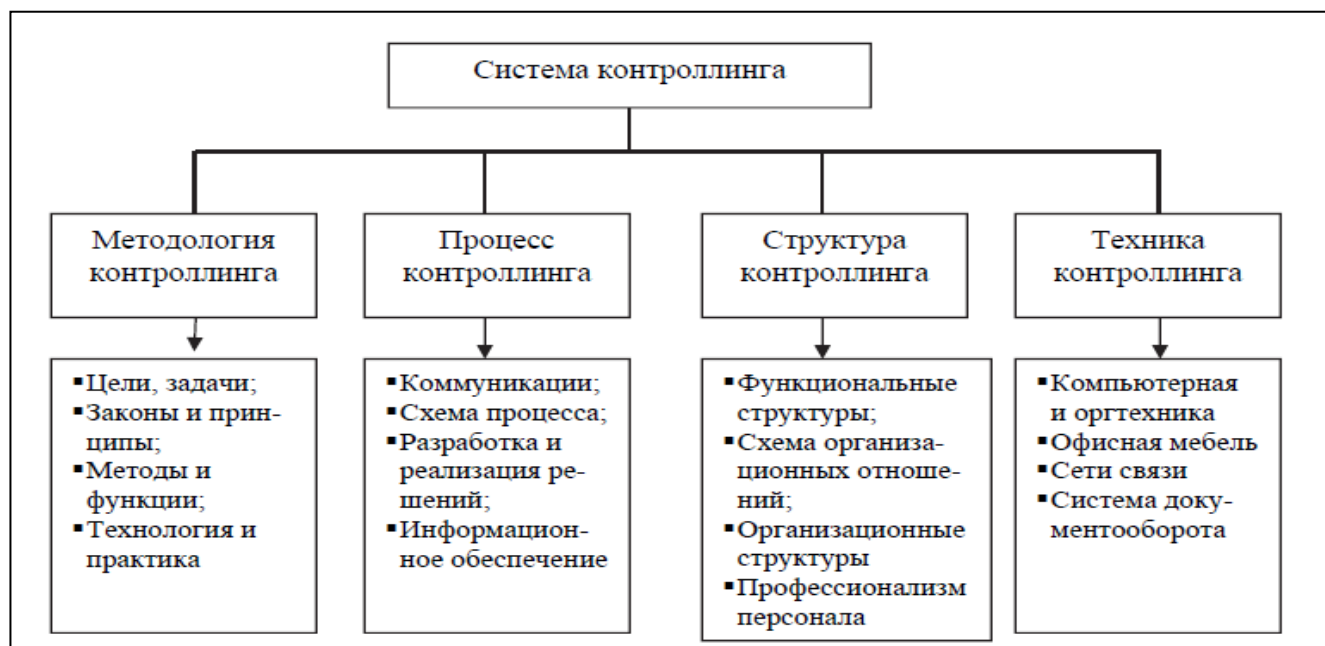 Система контроллинга
Методология
контроллинга
Процесс
контроллинга
Структура
контроллинга
Техника
контроллинга
▪Цели, задачи;
▪Законы и прин-
ципы;
▪Методы и
функции;
▪Технология и
практика
▪Коммуникации;
▪Схема процесса;
▪Разработка и
реализация ре-
шений;
▪Информацион-
ное обеспечение
▪Функциональные
структуры;
▪Схема организа-
ционных отноше-
ний;
▪Организационные
структуры
▪Профессионализм
персонала
▪Компьютерная
и оргтехника
▪Офисная мебель
▪Сети связи
▪Система доку-
ментооборота